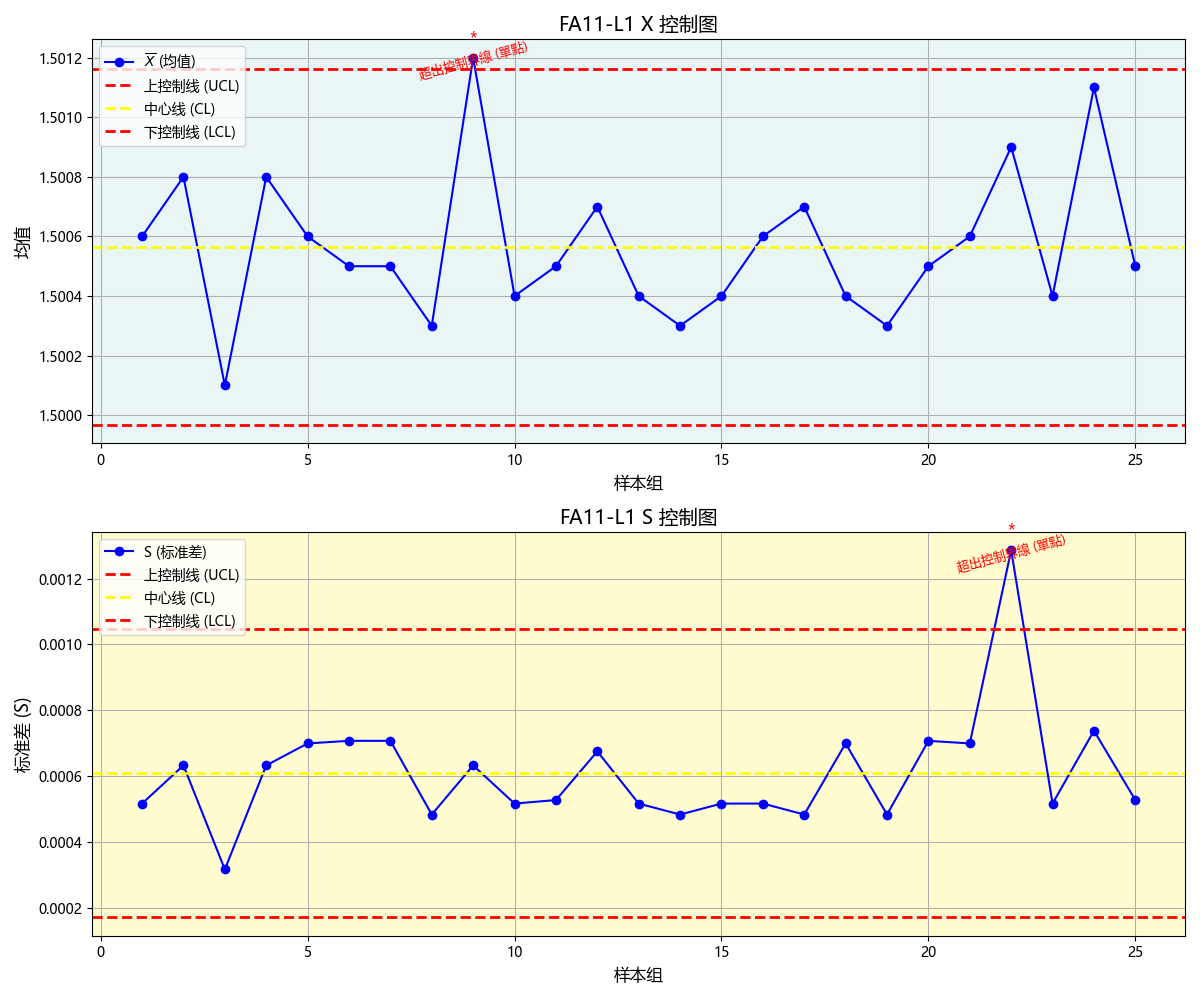 FA11-L1 X 控制图
*
超出控制界線 (單點)
X (均值)
上控制线 (UCL)
中心线 (CL)
下控制线 (LCL)
均值
1.5012
1.5010
1.5008
1.5006
1.5004
1.5002
1.5000
0 5 10 15 20 25
样本组
FA11-L1 S 控制图
*
超出控制界線 (單點)
S (标准差)
上控制线 (UCL)
中心线 (CL)
下控制线 (LCL)
标准差 (S)
0.0012
0.0010
0.0008
0.0006
0.0004
0.0002
0 5 10 15 20 25
样本组